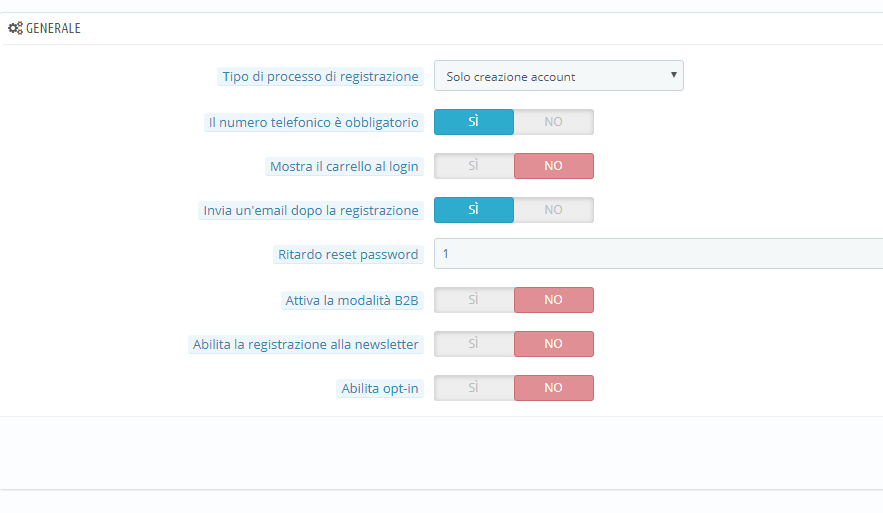 GENERALE
Tipo di processo di registrazione Solo creazione account
Il numero telefonico è obbligatorio SÌ NO
Mostra il carrello al login SÌ NO
Invia un'email dopo la registrazione SÌ NO
Ritardo reset password 1
Attiva la modalità B2B SÌ NO
Abilita la registrazione alla newsletter SÌ NO
Abilita opt-in SÌ NO